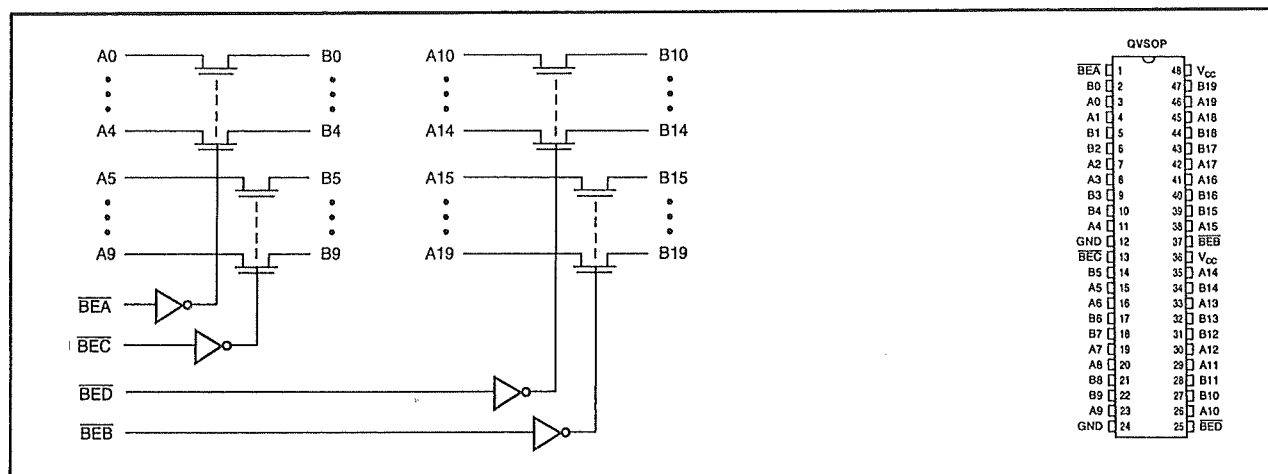 A0 B0 A10 B10
A4 B4 A14 B14
A5 B5 A15 B15
A9 B9 A19 B19
BEA
BEC
BED
BEB
QVSOP
BEA 1 48 VCC
B0 2 47 B19
A0 3 46 A19
A1 4 45 A18
B1 5 44 B18
B2 6 43 B17
A2 7 42 A17
A3 8 41 A16
B3 9 40 B16
B4 10 39 B15
A4 11 38 A15
GND 12 37 BEB
BEC 13 36 VCC
B5 14 35 A14
A5 15 34 B14
A6 16 33 A13
B6 17 32 B13
B7 18 31 B12
A7 19 30 A12
A8 20 29 A11
B8 21 28 B11
B9 22 27 B10
A9 23 26 A10
GND 24 25 BED